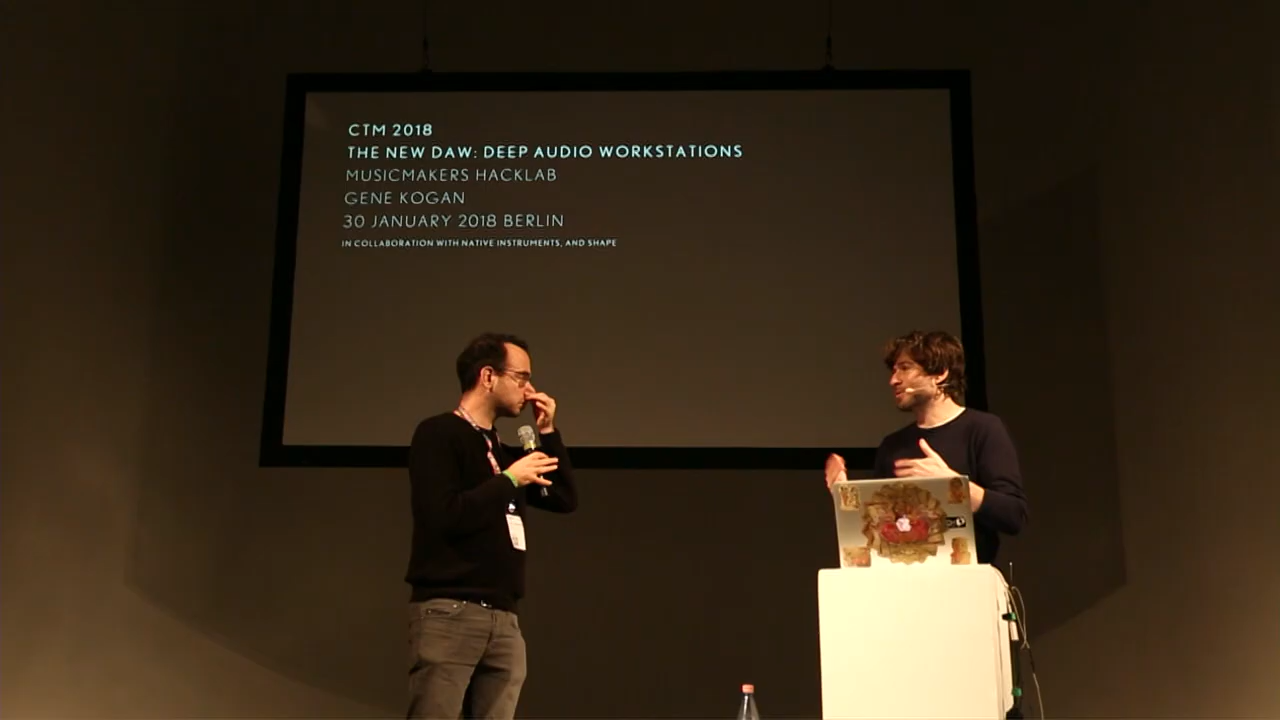 CTM 2018
THE NEW DAW: DEEP AUDIO WORKSTATIONS
MUSICMAKERS HACKLAB
GENE KOGAN
30 JANUARY 2018 BERLIN
IN COLLABORATION WITH NATIVE INSTRUMENTS, AND SHAPE